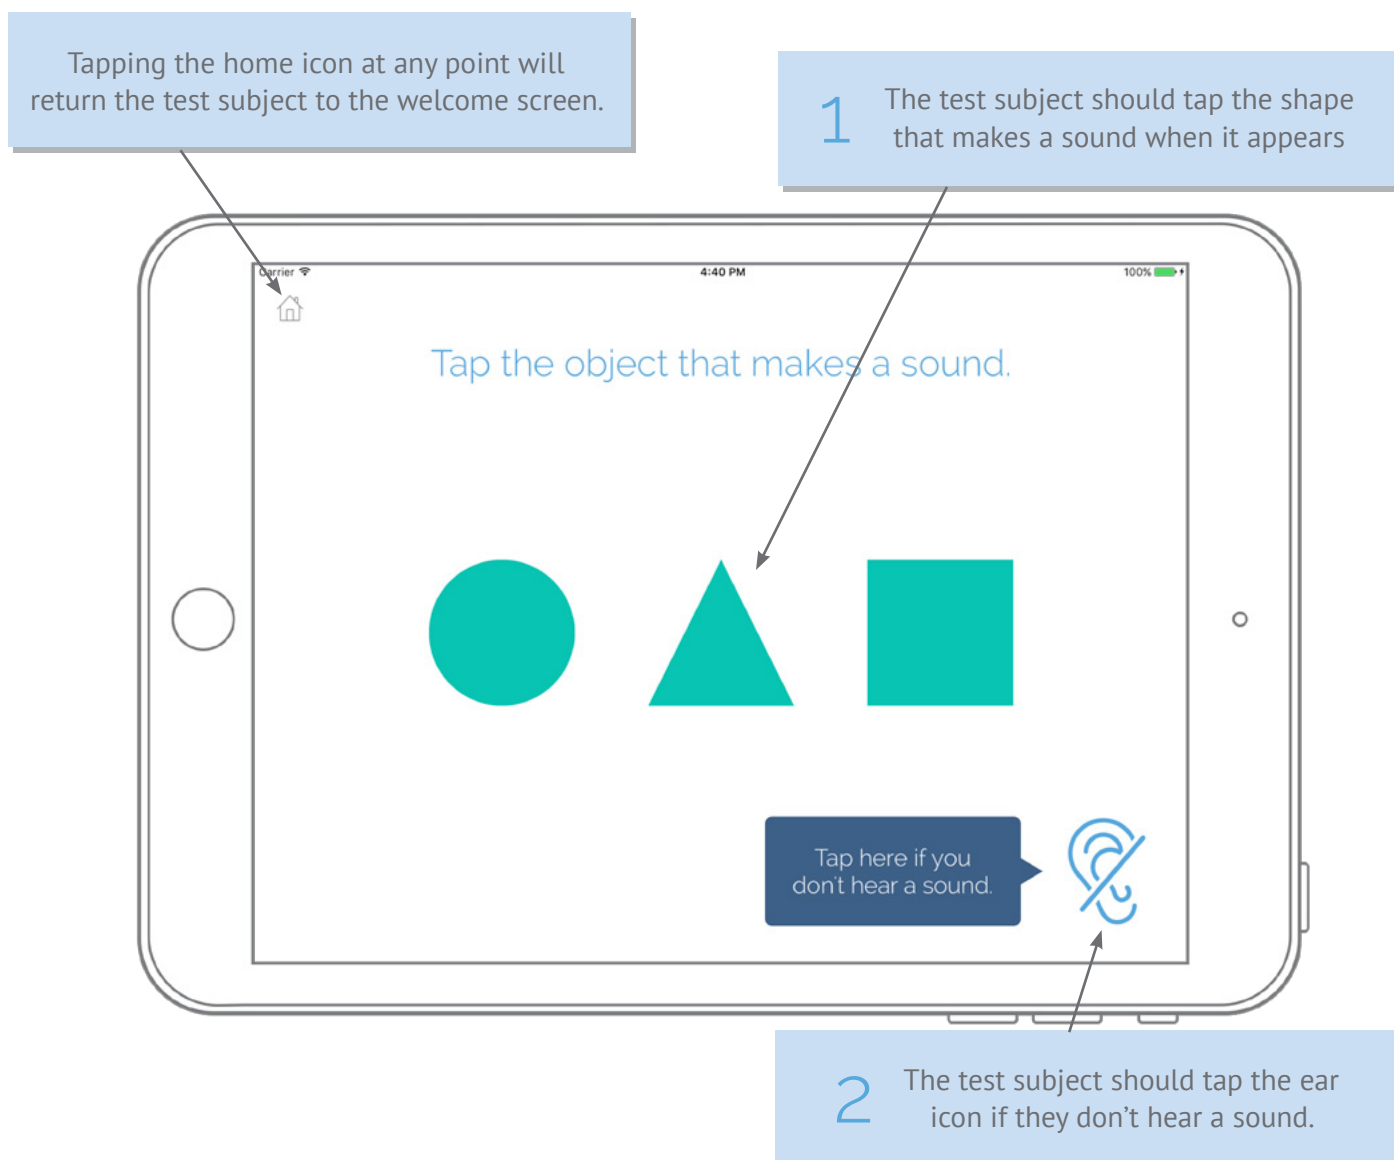 Tapping the home icon at any point will
return the test subject to the welcome screen.
1
The test subject should tap the shape
that makes a sound when it appears
Carrier
4:40 PM
100%
Tap the object that makes a sound.
Tap here if you
don't hear a sound.
2
The test subject should tap the ear
icon if they don’t hear a sound.